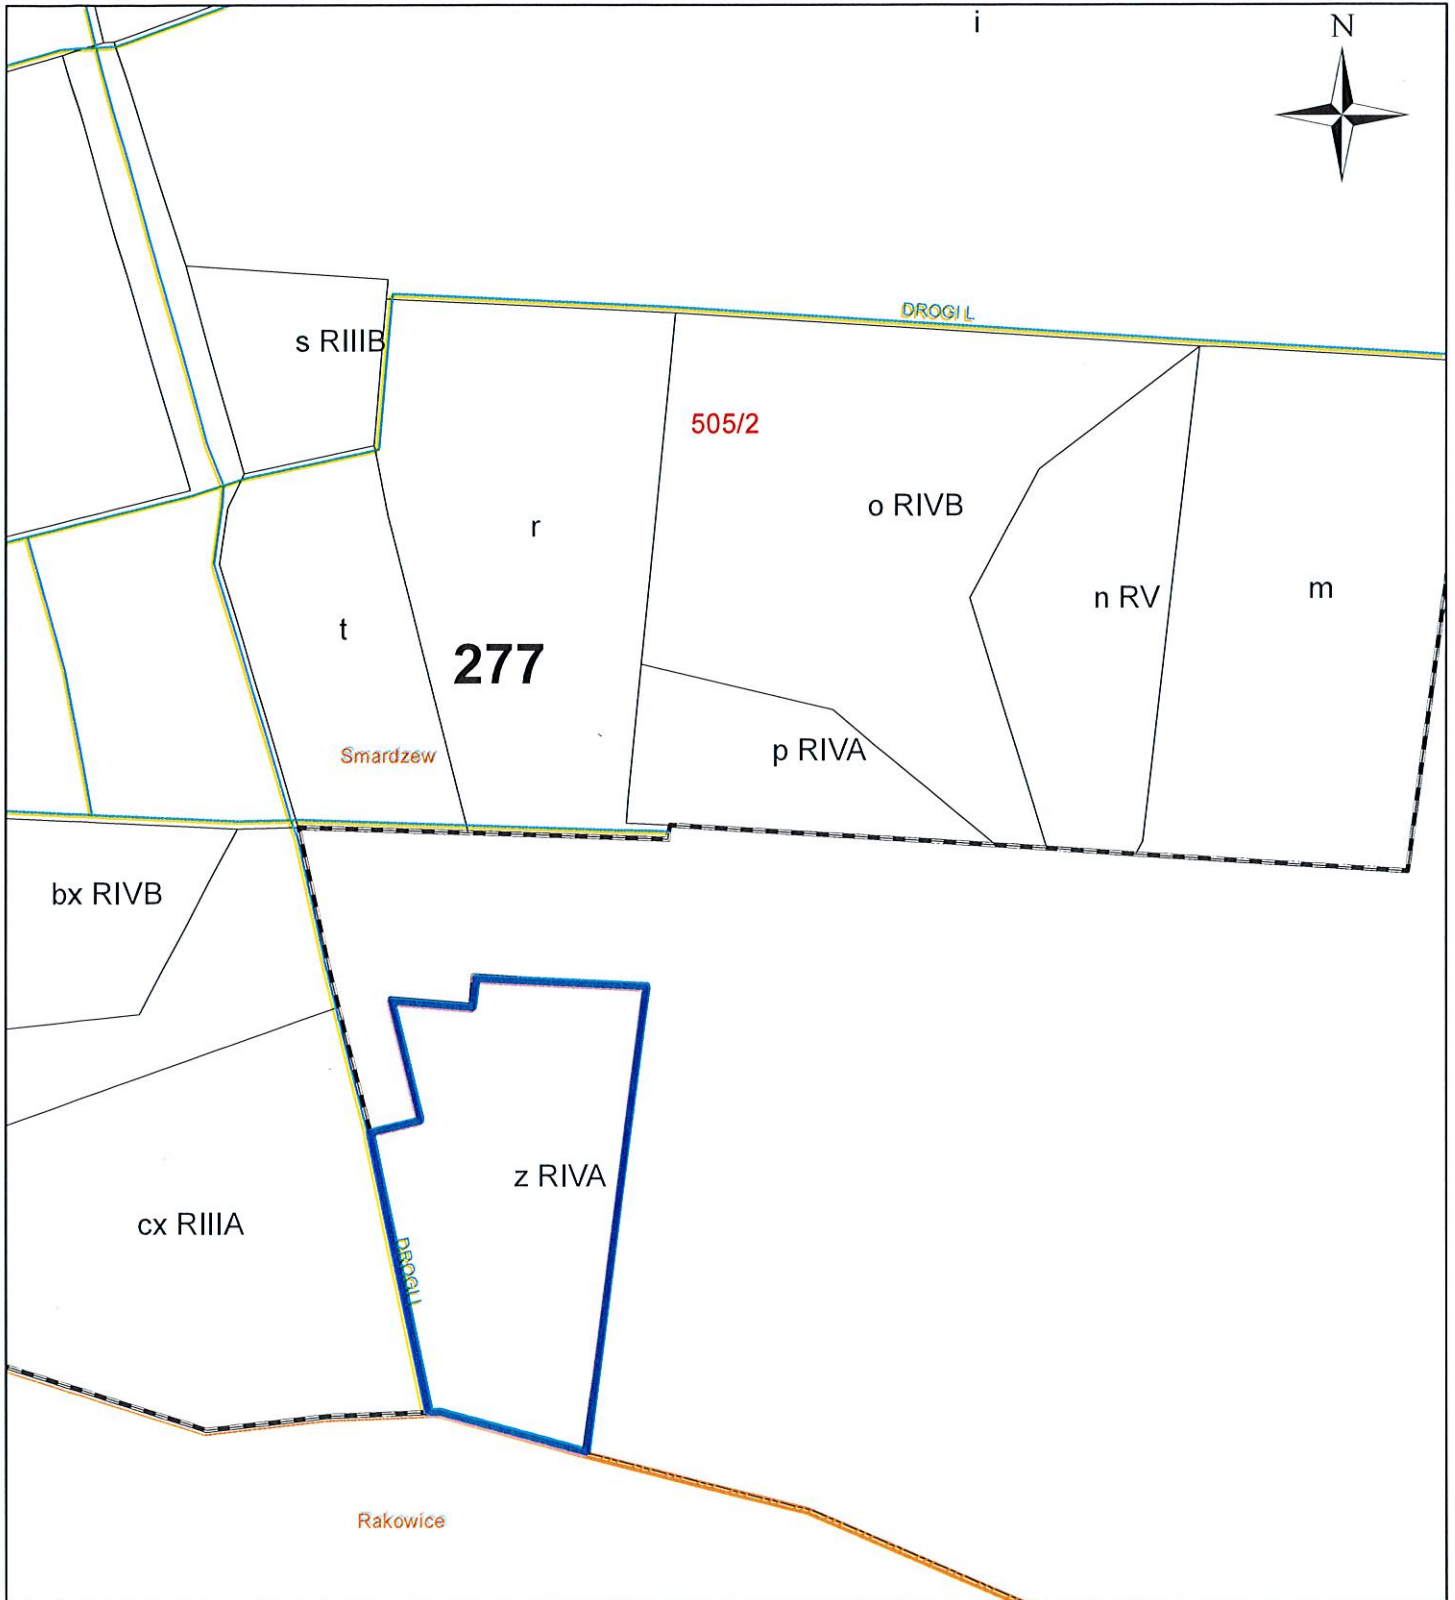 i
N
DROGI L
s RIIIB
505/2
o RIVB
r
m
n RV
t
277
p RIVA
Smardzew
bx RIVB
z RIVA
cx RIIIA
DROGI L
Rakowice